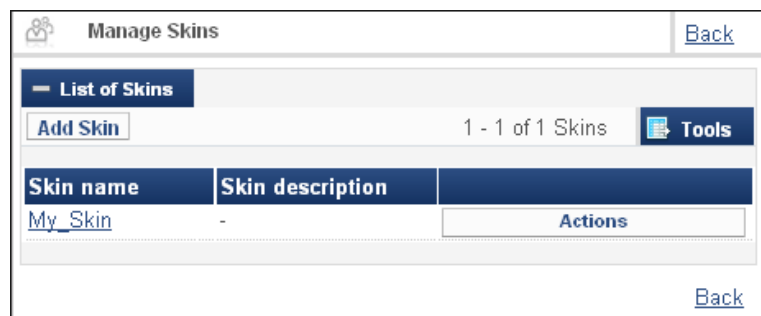 Manage Skins Back
List of Skins
Add Skin 1 - 1 of 1 Skins Tools
Skin name Skin description
My_Skin - Actions
Back